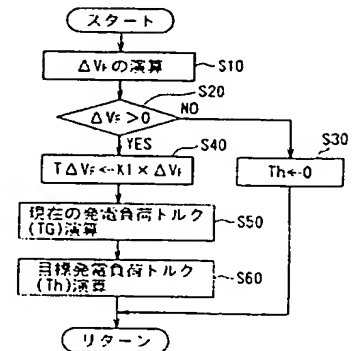 スタート
ΔVFの演算
S10
S20
ΔVF>0
NO
YES
S40
S30
TΔVF←K1×ΔVF
Th←0
現在の発電負荷トルク
(TG)演算
S50
目標発電負荷トルク
(Th)演算
S60
リターン